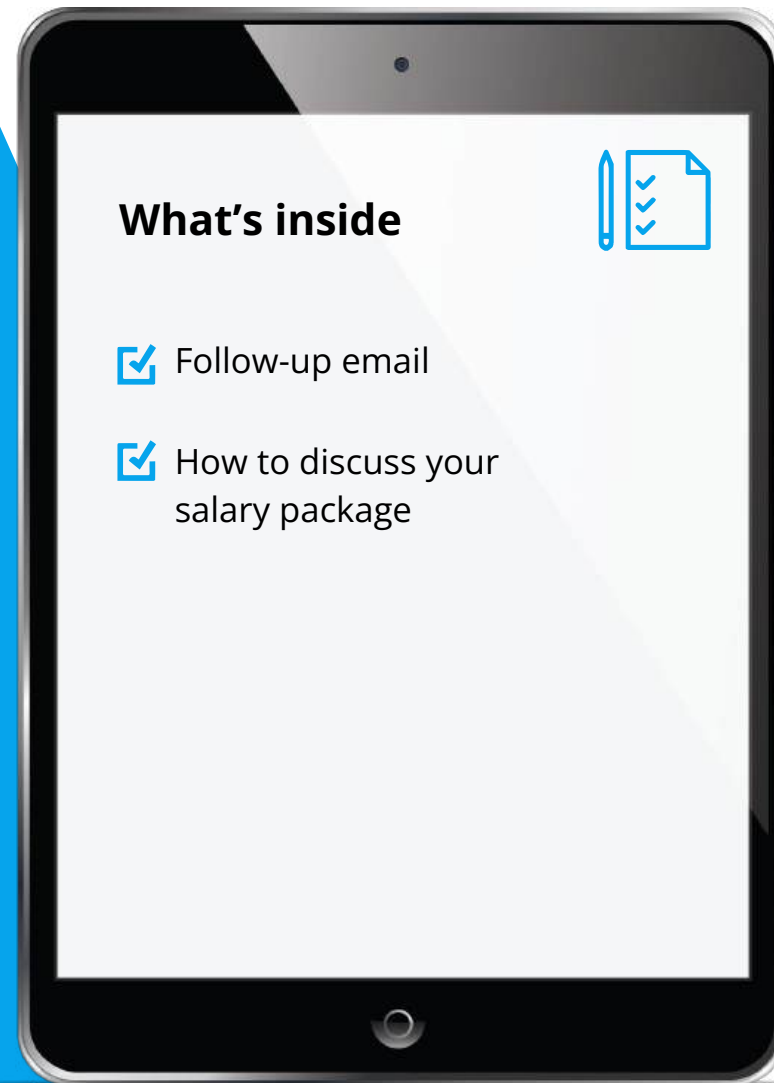 What’s inside
Follow-up email
How to discuss your
salary package